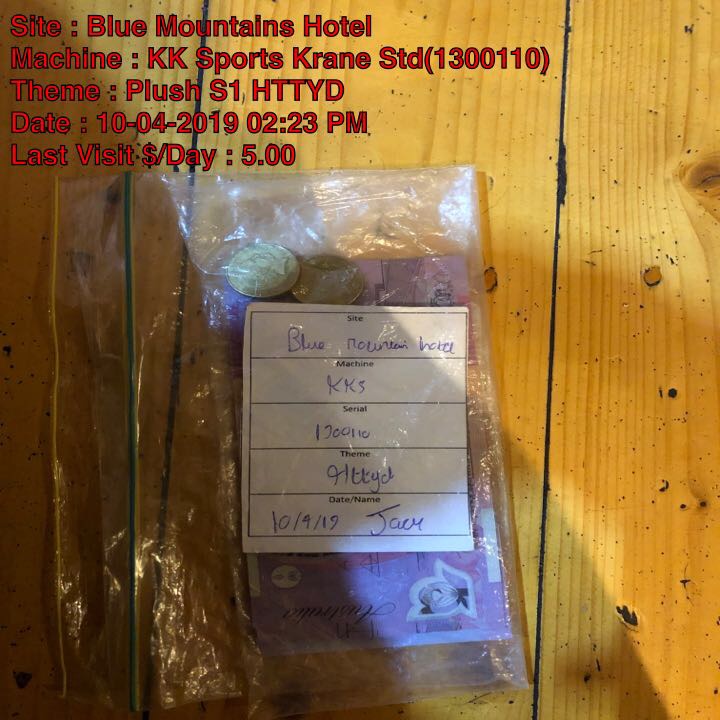 Site : Blue Mountains Hotel
Machine : KK Sports Krane Std(1300110)
Theme : Plush S1 HTTYD
Date : 10-04-2019 02:23 PM
Last Visit $/Day : 5.00
Site
Blue mountain hotel
Machine
KKS
Serial
1300110
Theme
Httyd
Date/Name
10/4/19
Australia